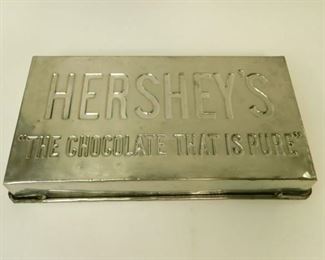 HERSHEY'S
"THE CHOCOLATE THAT IS PURE"